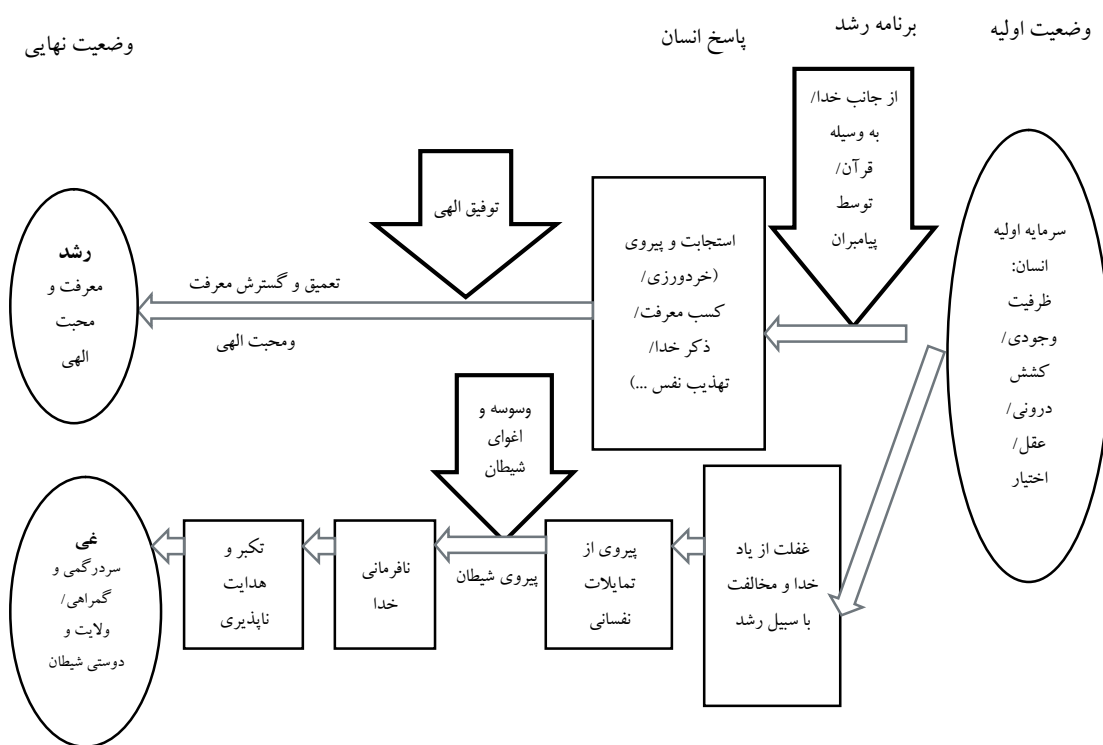 وضعیت اولیه
برنامه رشد
پاسخ انسان
وضعیت نهایی
سرمایه اولیه
انسان:
ظرفیت
وجودی/
کشش
درونی/
عقل/
اختیار
از جانب خدا/
به وسیله
قرآن/
توسط
پیامبران
استجابت و پیروی
(خردورزی/
کسب معرفت/
ذکر خدا/
تهذیب نفس ...)
توفیق الهی
تعمیق و گسترش معرفت
ومحبت الهی
رشد
معرفت و
محبت
الهی
غفلت از یاد
خدا و مخالفت
با سبیل رشد
پیروی از
تمایلات
نفسانی
وسوسه و
اغوای
شیطان
پیروی شیطان
نافرمانی
خدا
تکبر و
هدایت
ناپذیری
غی
سردرگمی و
گمراهی/
ولایت و
دوستی شیطان